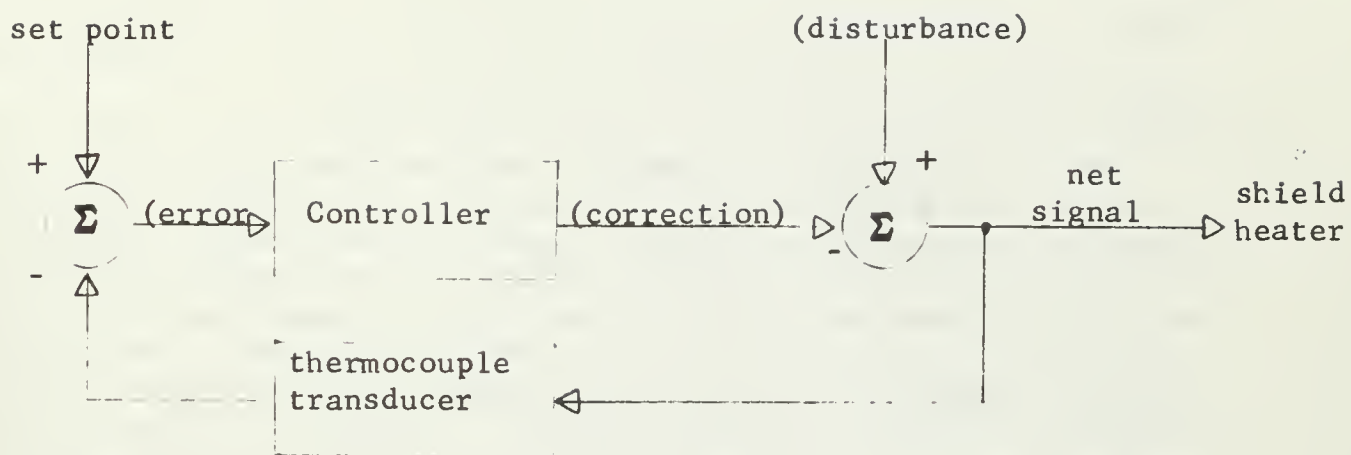 set point
(disturbance)
+
Σ
-
(error
Controller
(correction)
+
-
Σ
net
signal
shield
heater
thermocouple
transducer